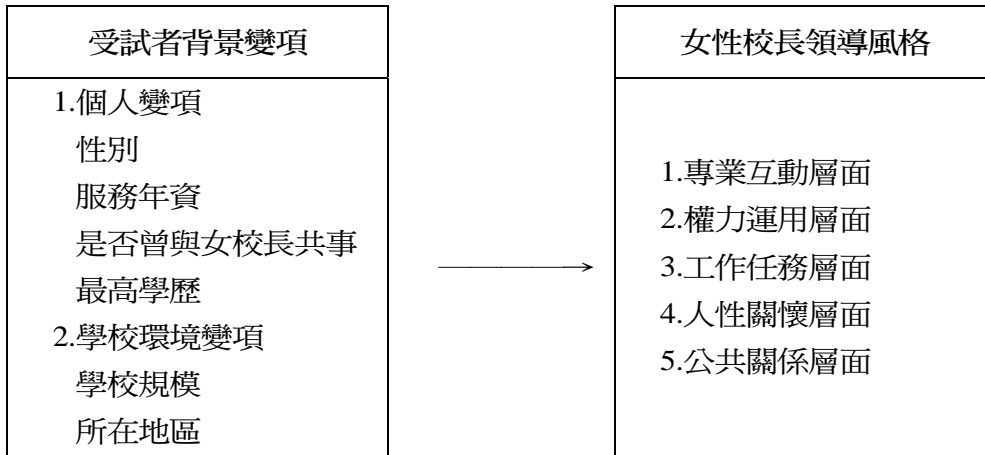 受試者背景變項
1.個人變項
性別
服務年資
是否曾與女校長共事
最高學歷
2.學校環境變項
學校規模
所在地區
女性校長領導風格
1.專業互動層面
2.權力運用層面
3.工作任務層面
4.人性關懷層面
5.公共關係層面